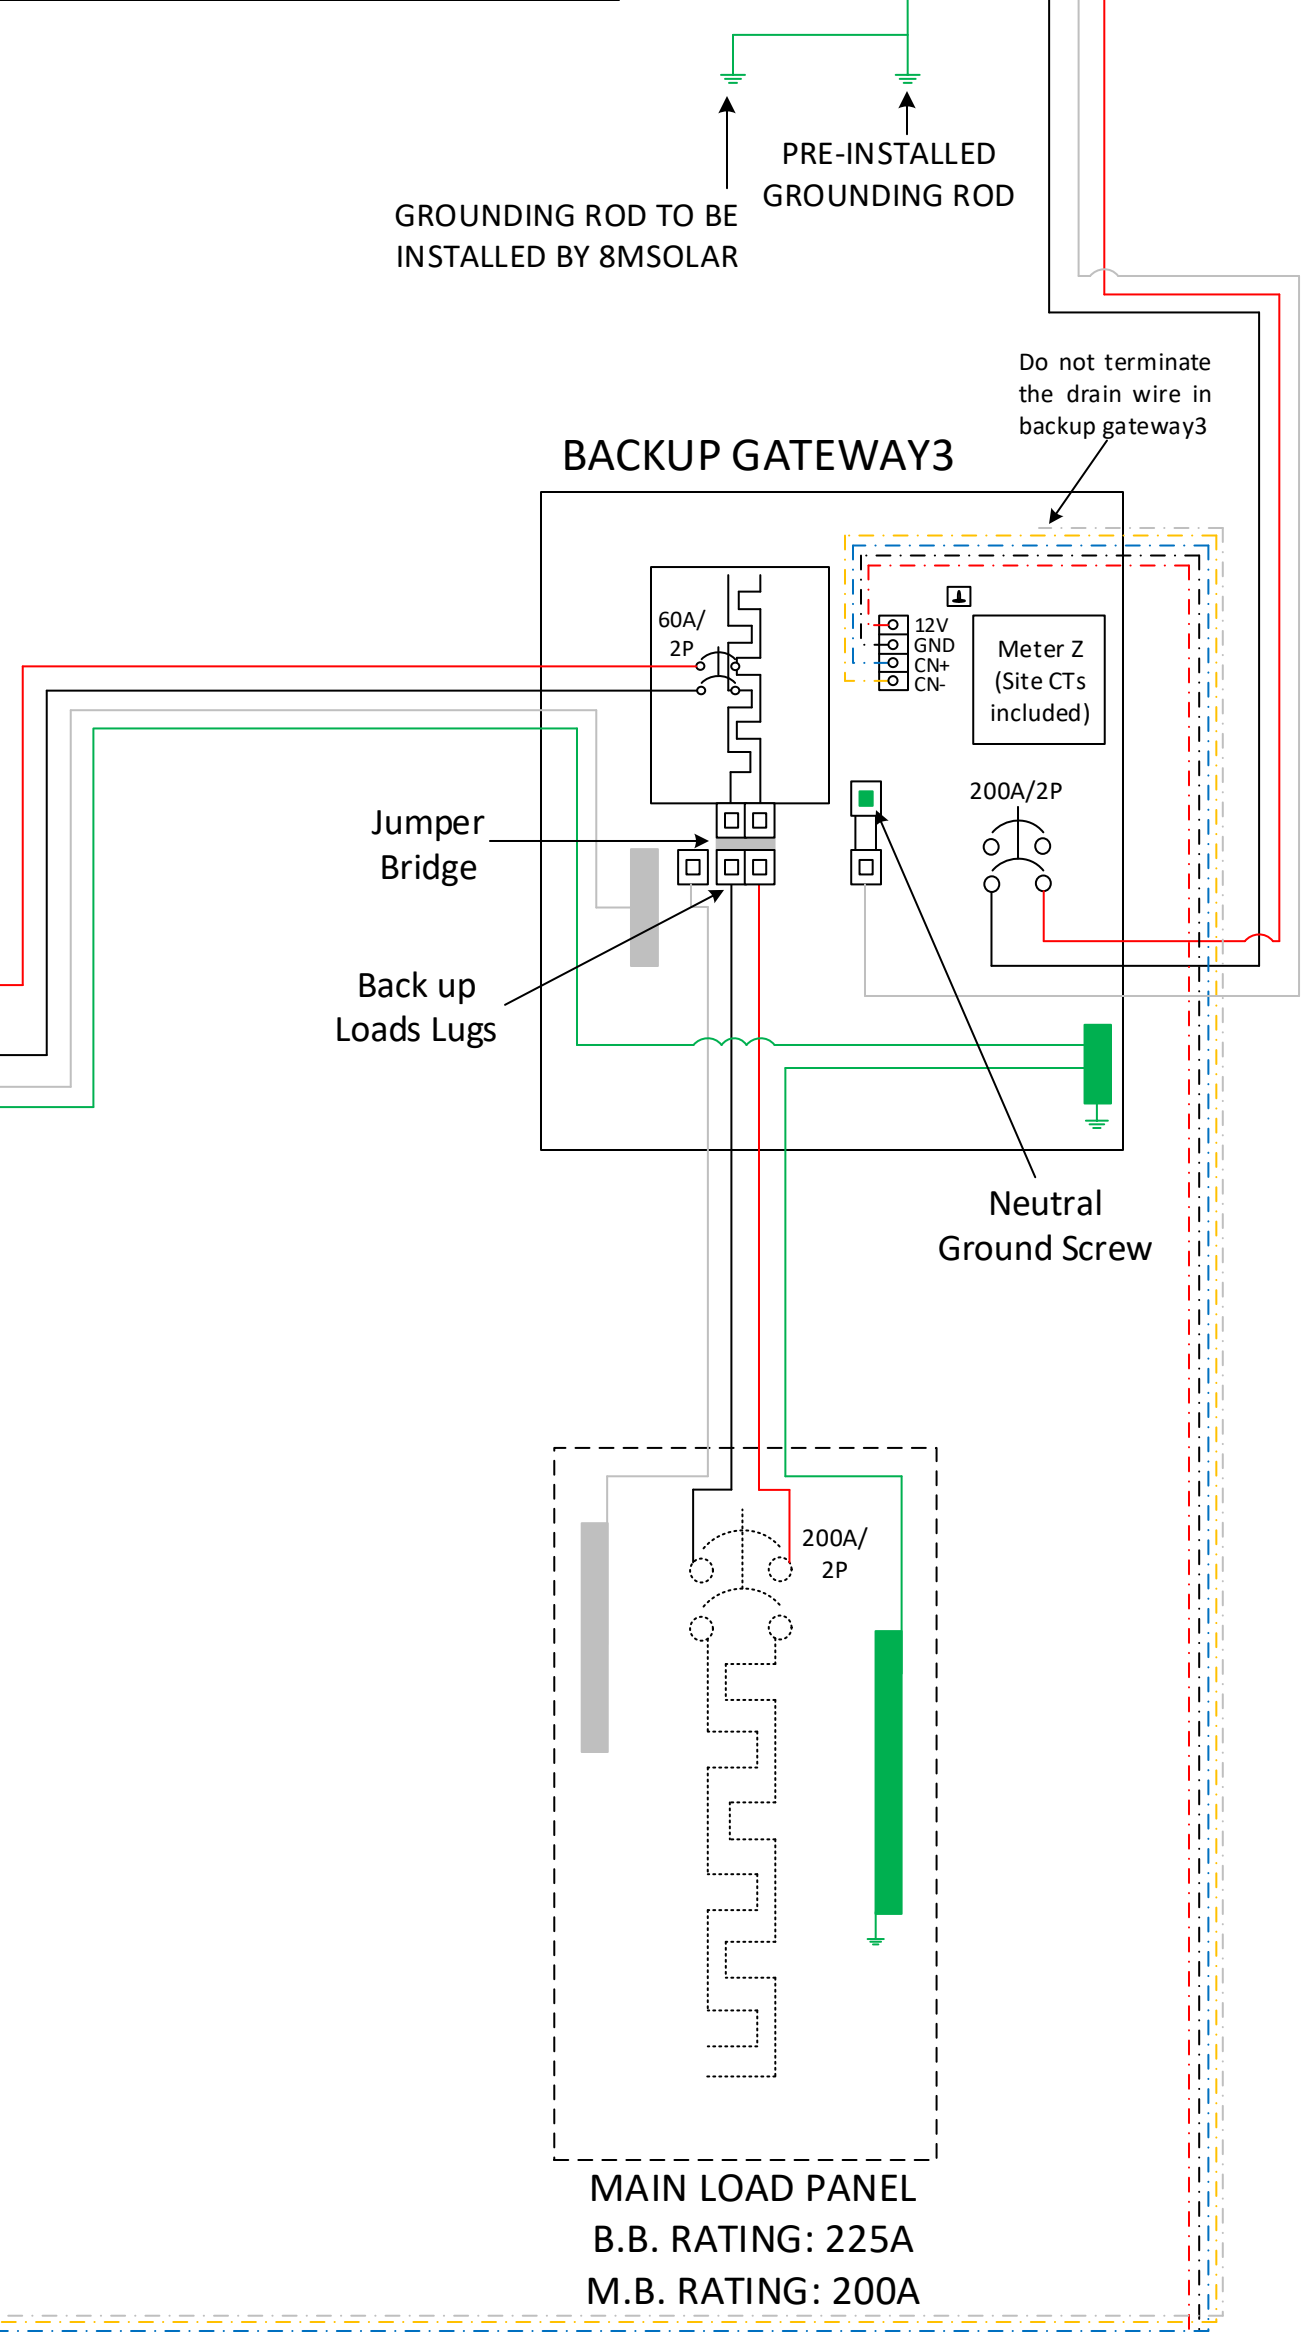 PRE-INSTALLED
GROUNDING ROD
GROUNDING ROD TO BE
INSTALLED BY 8MSOLAR
Do not terminate
the drain wire in
backup gateway3
BACKUP GATEWAY3
60A/
2P
12V
GND
CN+
CN-
Meter Z
(Site CTs
included)
200A/2P
Jumper
Bridge
Back up
Loads Lugs
Neutral
Ground Screw
200A/
2P
MAIN LOAD PANEL
B.B. RATING: 225A
M.B. RATING: 200A